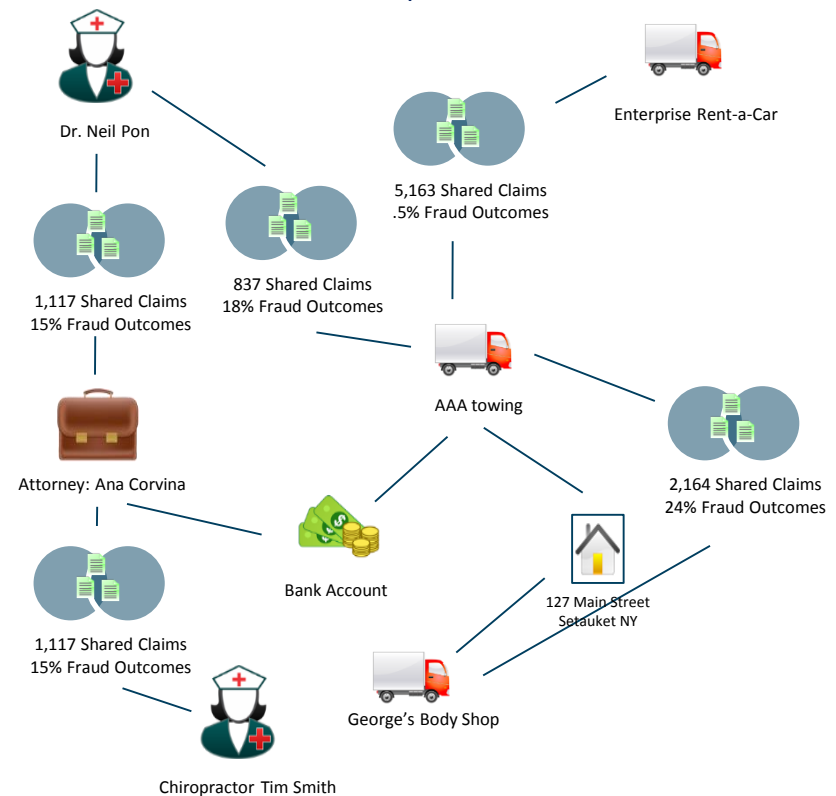 Dr. Neil Pon
Enterprise Rent-a-Car
5,163 Shared Claims
.5% Fraud Outcomes
1,117 Shared Claims
15% Fraud Outcomes
837 Shared Claims
18% Fraud Outcomes
AAA towing
Attorney: Ana Corvina
2,164 Shared Claims
24% Fraud Outcomes
Bank Account
127 Main Street
Setauket NY
1,117 Shared Claims
15% Fraud Outcomes
George's Body Shop
Chiropractor Tim Smith